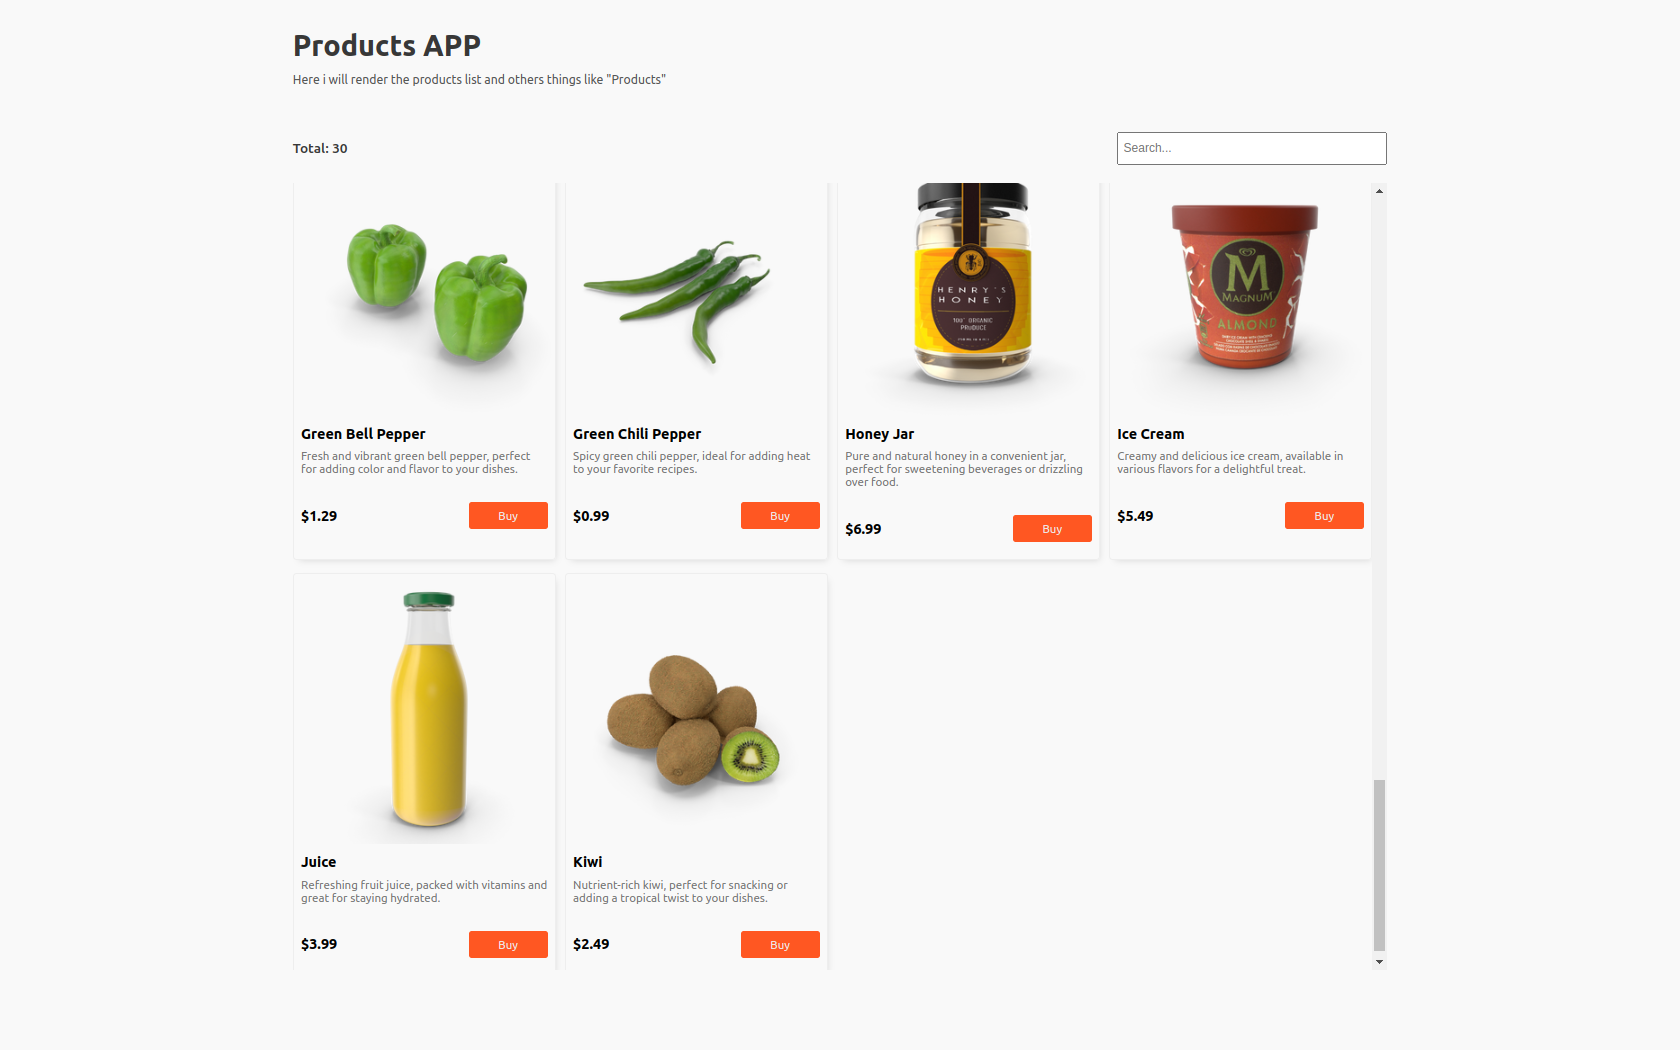 Products APP
Here i will render the products list and others things like "Products"
Total: 30
Search...
HENRY'S
HONEY
100% ORGANIC
PRODUCE
M
MAGNUM
ALMOND
Green Bell Pepper
Fresh and vibrant green bell pepper, perfect
for adding color and flavor to your dishes.
$1.29
Buy
Green Chili Pepper
Spicy green chili pepper, ideal for adding heat
to your favorite recipes.
$0.99
Buy
Honey Jar
Pure and natural honey in a convenient jar,
perfect for sweetening beverages or drizzling
over food.
$6.99
Buy
Ice Cream
Creamy and delicious ice cream, available in
various flavors for a delightful treat.
$5.49
Buy
Juice
Refreshing fruit juice, packed with vitamins and
great for staying hydrated.
$3.99
Buy
Kiwi
Nutrient-rich kiwi, perfect for snacking or
adding a tropical twist to your dishes.
$2.49
Buy